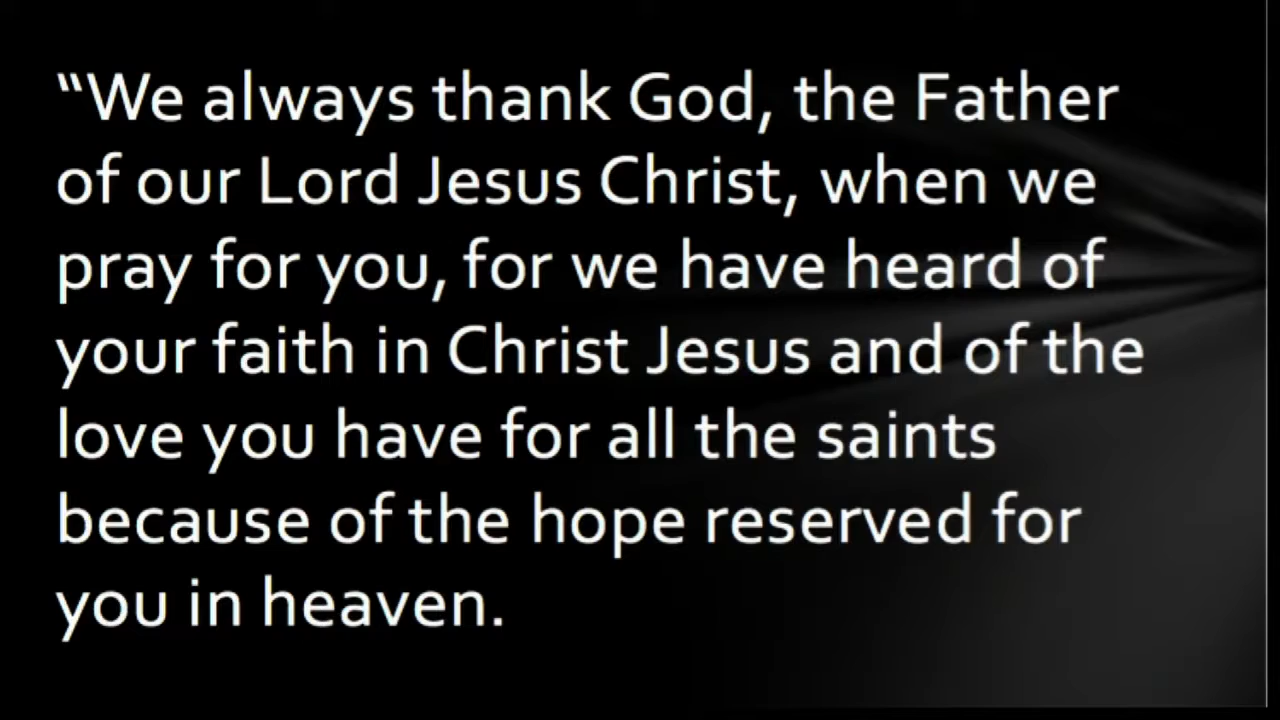 “We always thank God, the Father
of our Lord Jesus Christ, when we
pray for you, for we have heard of
your faith in Christ Jesus and of the
love you have for all the saints
because of the hope reserved for
you in heaven.